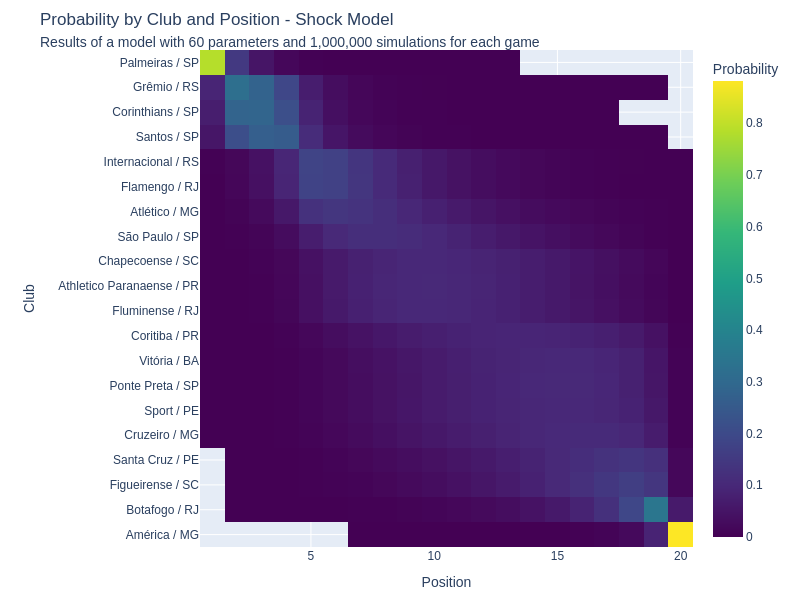 Probability by Club and Position - Shock Model
Results of a model with 60 parameters and 1,000,000 simulations for each game
Probability
Palmeiras / SP
Grêmio / RS
Corinthians / SP
Santos / SP
Internacional / RS
Flamengo / RJ
Atlético / MG
São Paulo / SP
Chapecoense / SC
Athletico Paranaense / PR
Fluminense / RJ
Coritiba / PR
Vitória / BA
Ponte Preta / SP
Sport / PE
Cruzeiro / MG
Santa Cruz / PE
Figueirense / SC
Botafogo / RJ
América / MG
Club
5
10
15
20
Position
0.8
0.7
0.6
0.5
0.4
0.3
0.2
0.1
0